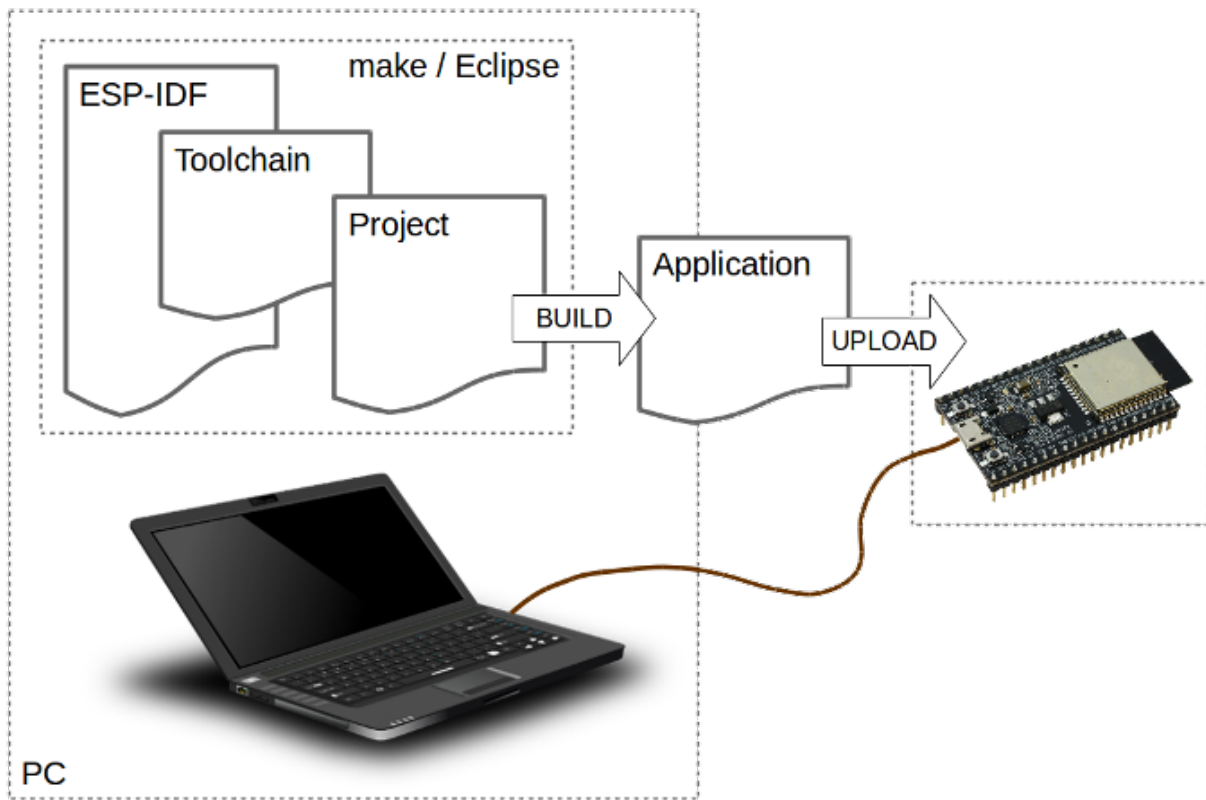 make / Eclipse
ESP-IDF
Toolchain
Project
Application
BUILD
UPLOAD
PC